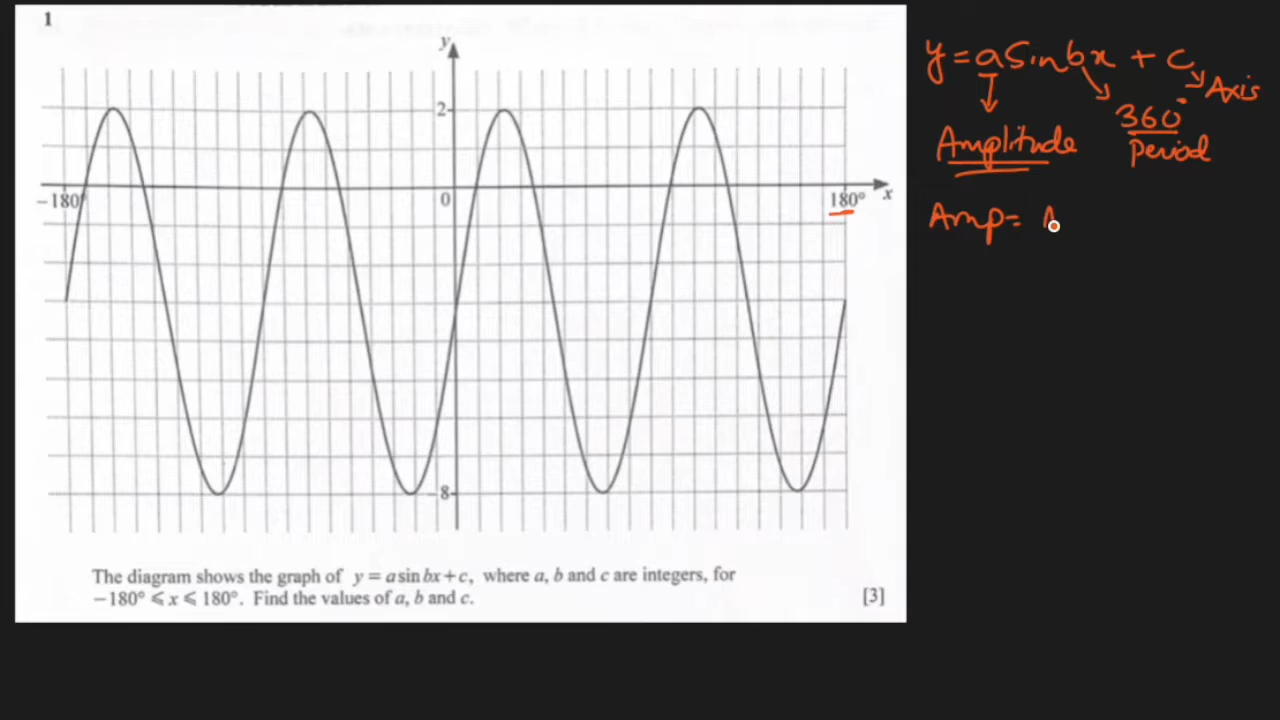 1
y
2
-180°
0
180° x
-8
The diagram shows the graph of y = a sin bx + c, where a, b and c are integers, for
-180° ⩽ x ⩽ 180°. Find the values of a, b and c.
[3]
y = a Sin bx + c
Axis
360°
Amplitude
Period
Amp =